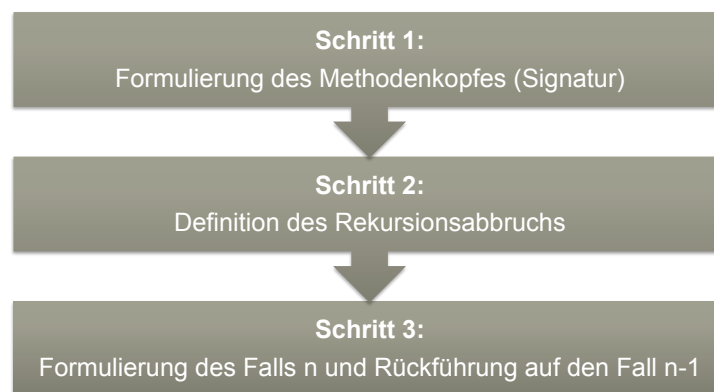 Schritt 1:
Formulierung des Methodenkopfes (Signatur)
Schritt 2:
Definition des Rekursionsabbruchs
Schritt 3:
Formulierung des Falls n und Rückführung auf den Fall n-1